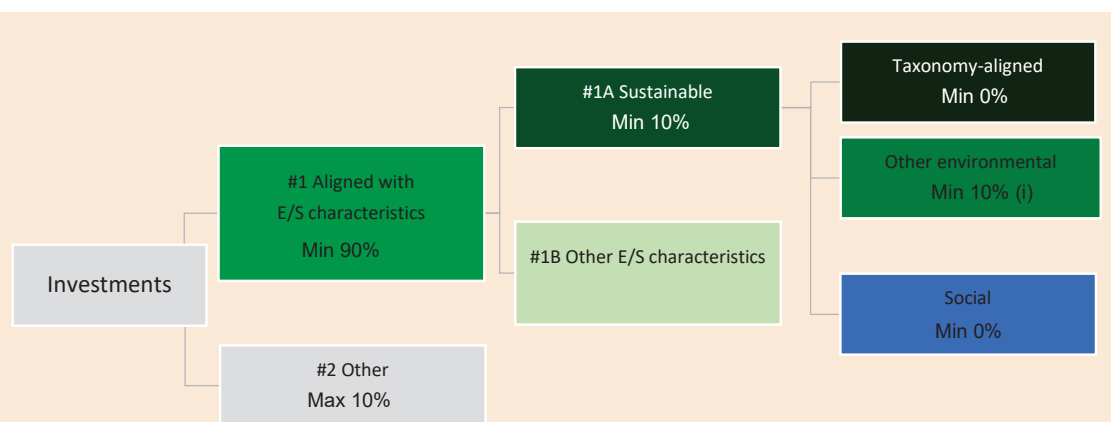 Investments
#1 Aligned with
E/S characteristics
Min 90%
#2 Other
Max 10%
#1A Sustainable
Min 10%
#1B Other E/S characteristics
Taxonomy-aligned
Min 0%
Other environmental
Min 10% (i)
Social
Min 0%